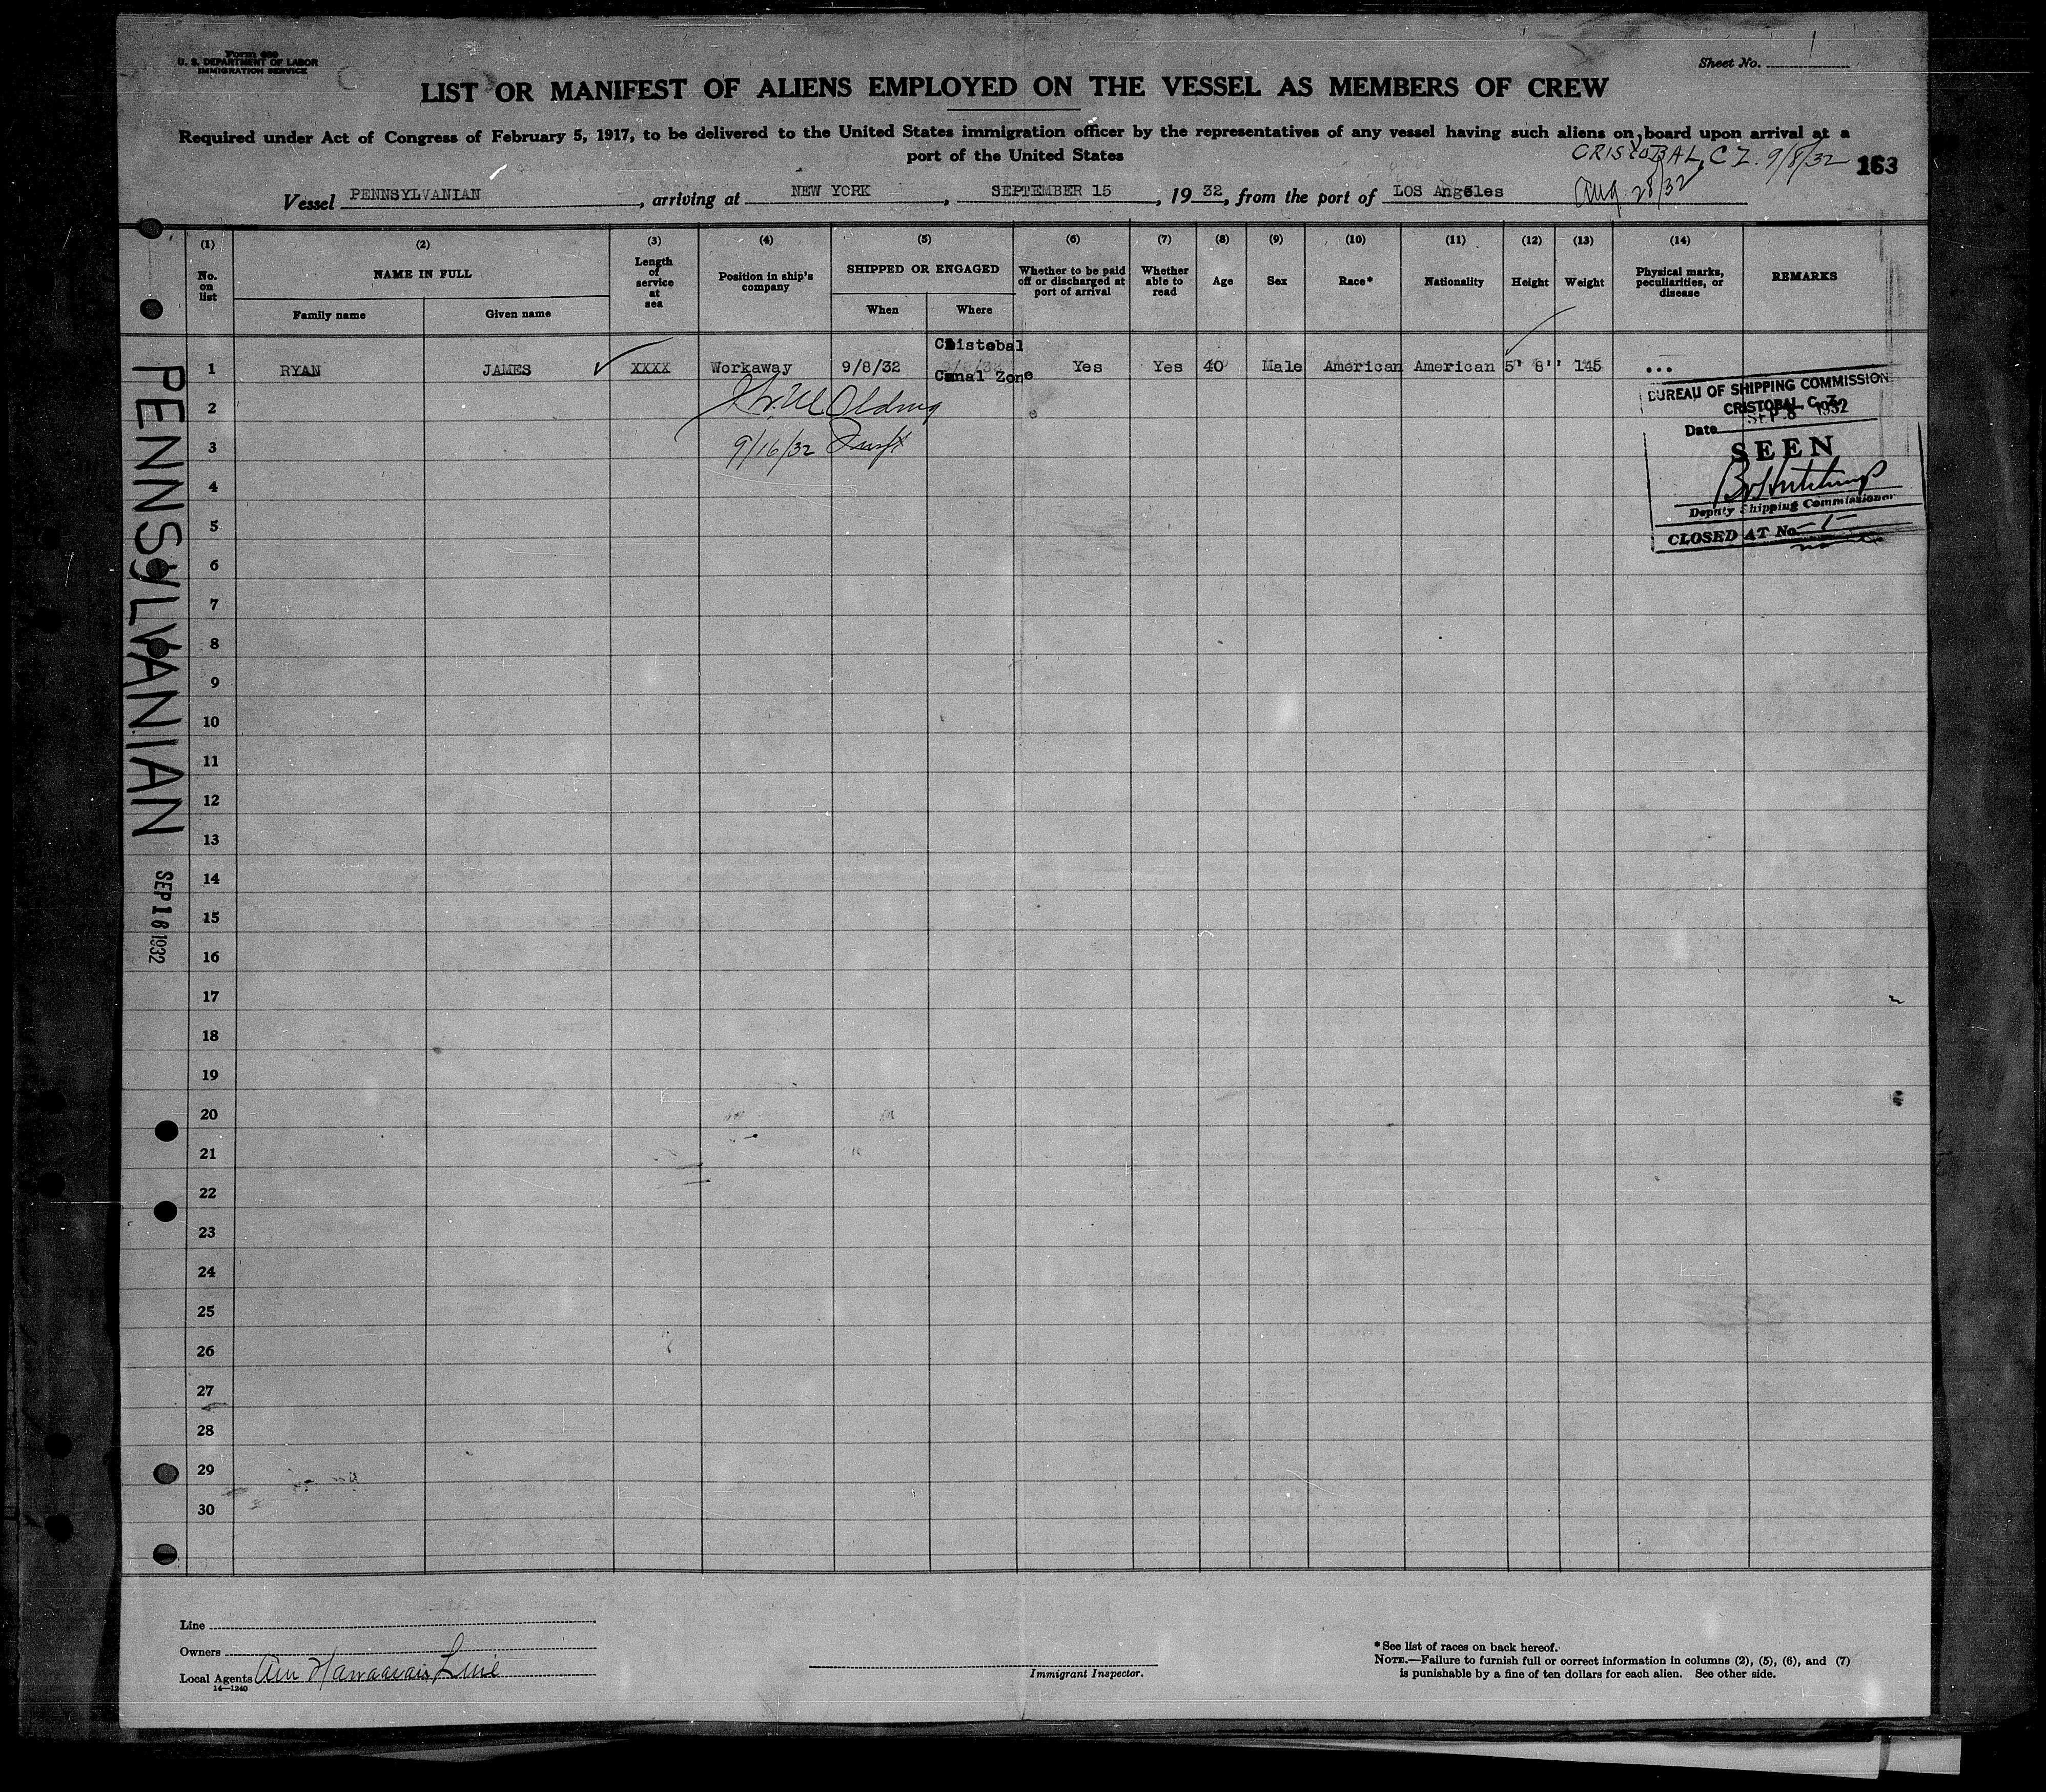 Form 680
U. S. DEPARTMENT OF LABOR
IMMIGRATION SERVICE
Sheet No. 1
LIST OR MANIFEST OF ALIENS EMPLOYED ON THE VESSEL AS MEMBERS OF CREW
Required under Act of Congress of February 5, 1917, to be delivered to the United States immigration officer by the representatives of any vessel having such aliens on board upon arrival at a
port of the United States
CRISTOBAL, C Z. 9/8/32 163
Vessel PENNSYLVANIAN, arriving at NEW YORK, SEPTEMBER 15, 1932, from the port of LOS Angeles Aug 28/32
(1) (2) (3) (4) (5) (6) (7) (8) (9) (10) (11) (12) (13) (14)
No. on list NAME IN FULL Length of service at sea Position in ship's company SHIPPED OR ENGAGED Whether to be paid off or discharged at port of arrival Whether able to read Age Sex Race* Nationality Height Weight Physical marks, peculiarities, or disease REMARKS
Family name Given name When Where
Cristobal
1 RYAN JAMES XXXX Workaway 9/8/32 Yes Yes 40 Male American American 5' 8'' 145 ...
Canal Zone
BUREAU OF SHIPPING COMMISSION
CRISTOBAL, C. Z.
Date SEP 8 1932
SEEN
Deputy Shipping Commissioner
CLOSED AT No. -1-
2
3 9/16/32
4
5
6
7
8
9
10
11
12
13
14
15
16
17
18
19
20
21
22
23
24
25
26
27
28
29
30
PENNSYLVANIAN
SEP 16 1932
Line
Owners
Local Agents Am Hawaaian Line
14—1240
Immigrant Inspector.
*See list of races on back hereof.
NOTE.—Failure to furnish full or correct information in columns (2), (5), (6), and (7)
is punishable by a fine of ten dollars for each alien. See other side.